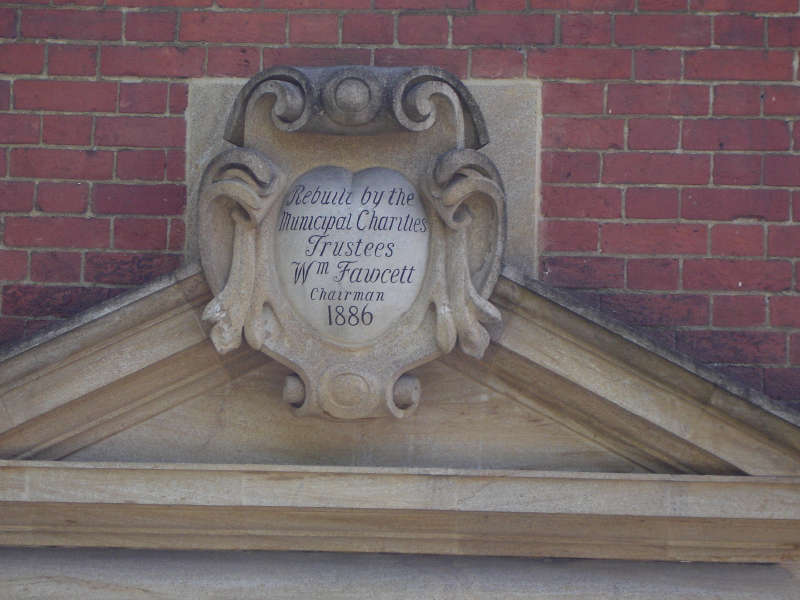 Rebuilt by the
Municipal Charities
Trustees
Wm Fawcett
Chairman
1886